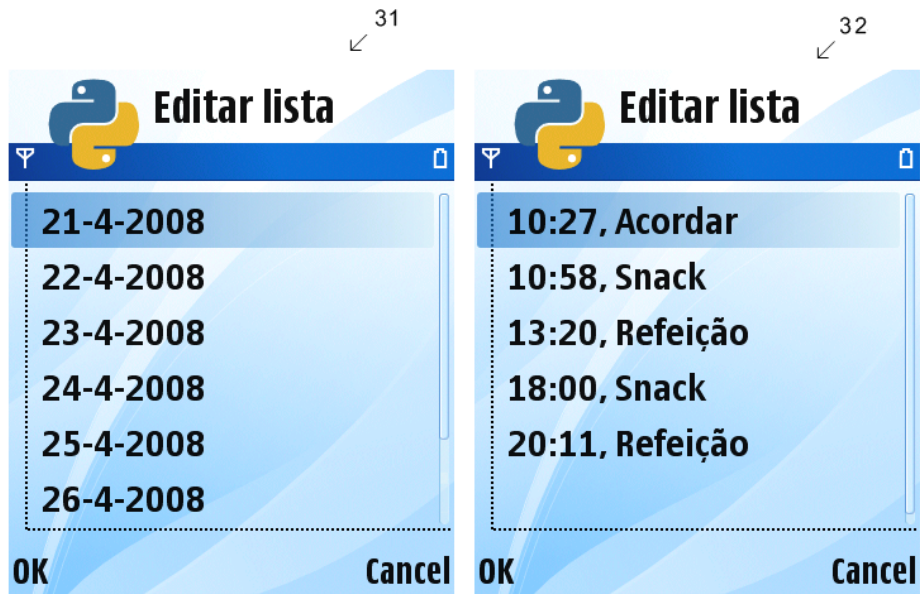 31
Editar lista
21-4-2008
22-4-2008
23-4-2008
24-4-2008
25-4-2008
26-4-2008
OK
Cancel
32
Editar lista
10:27, Acordar
10:58, Snack
13:20, Refeição
18:00, Snack
20:11, Refeição
OK
Cancel